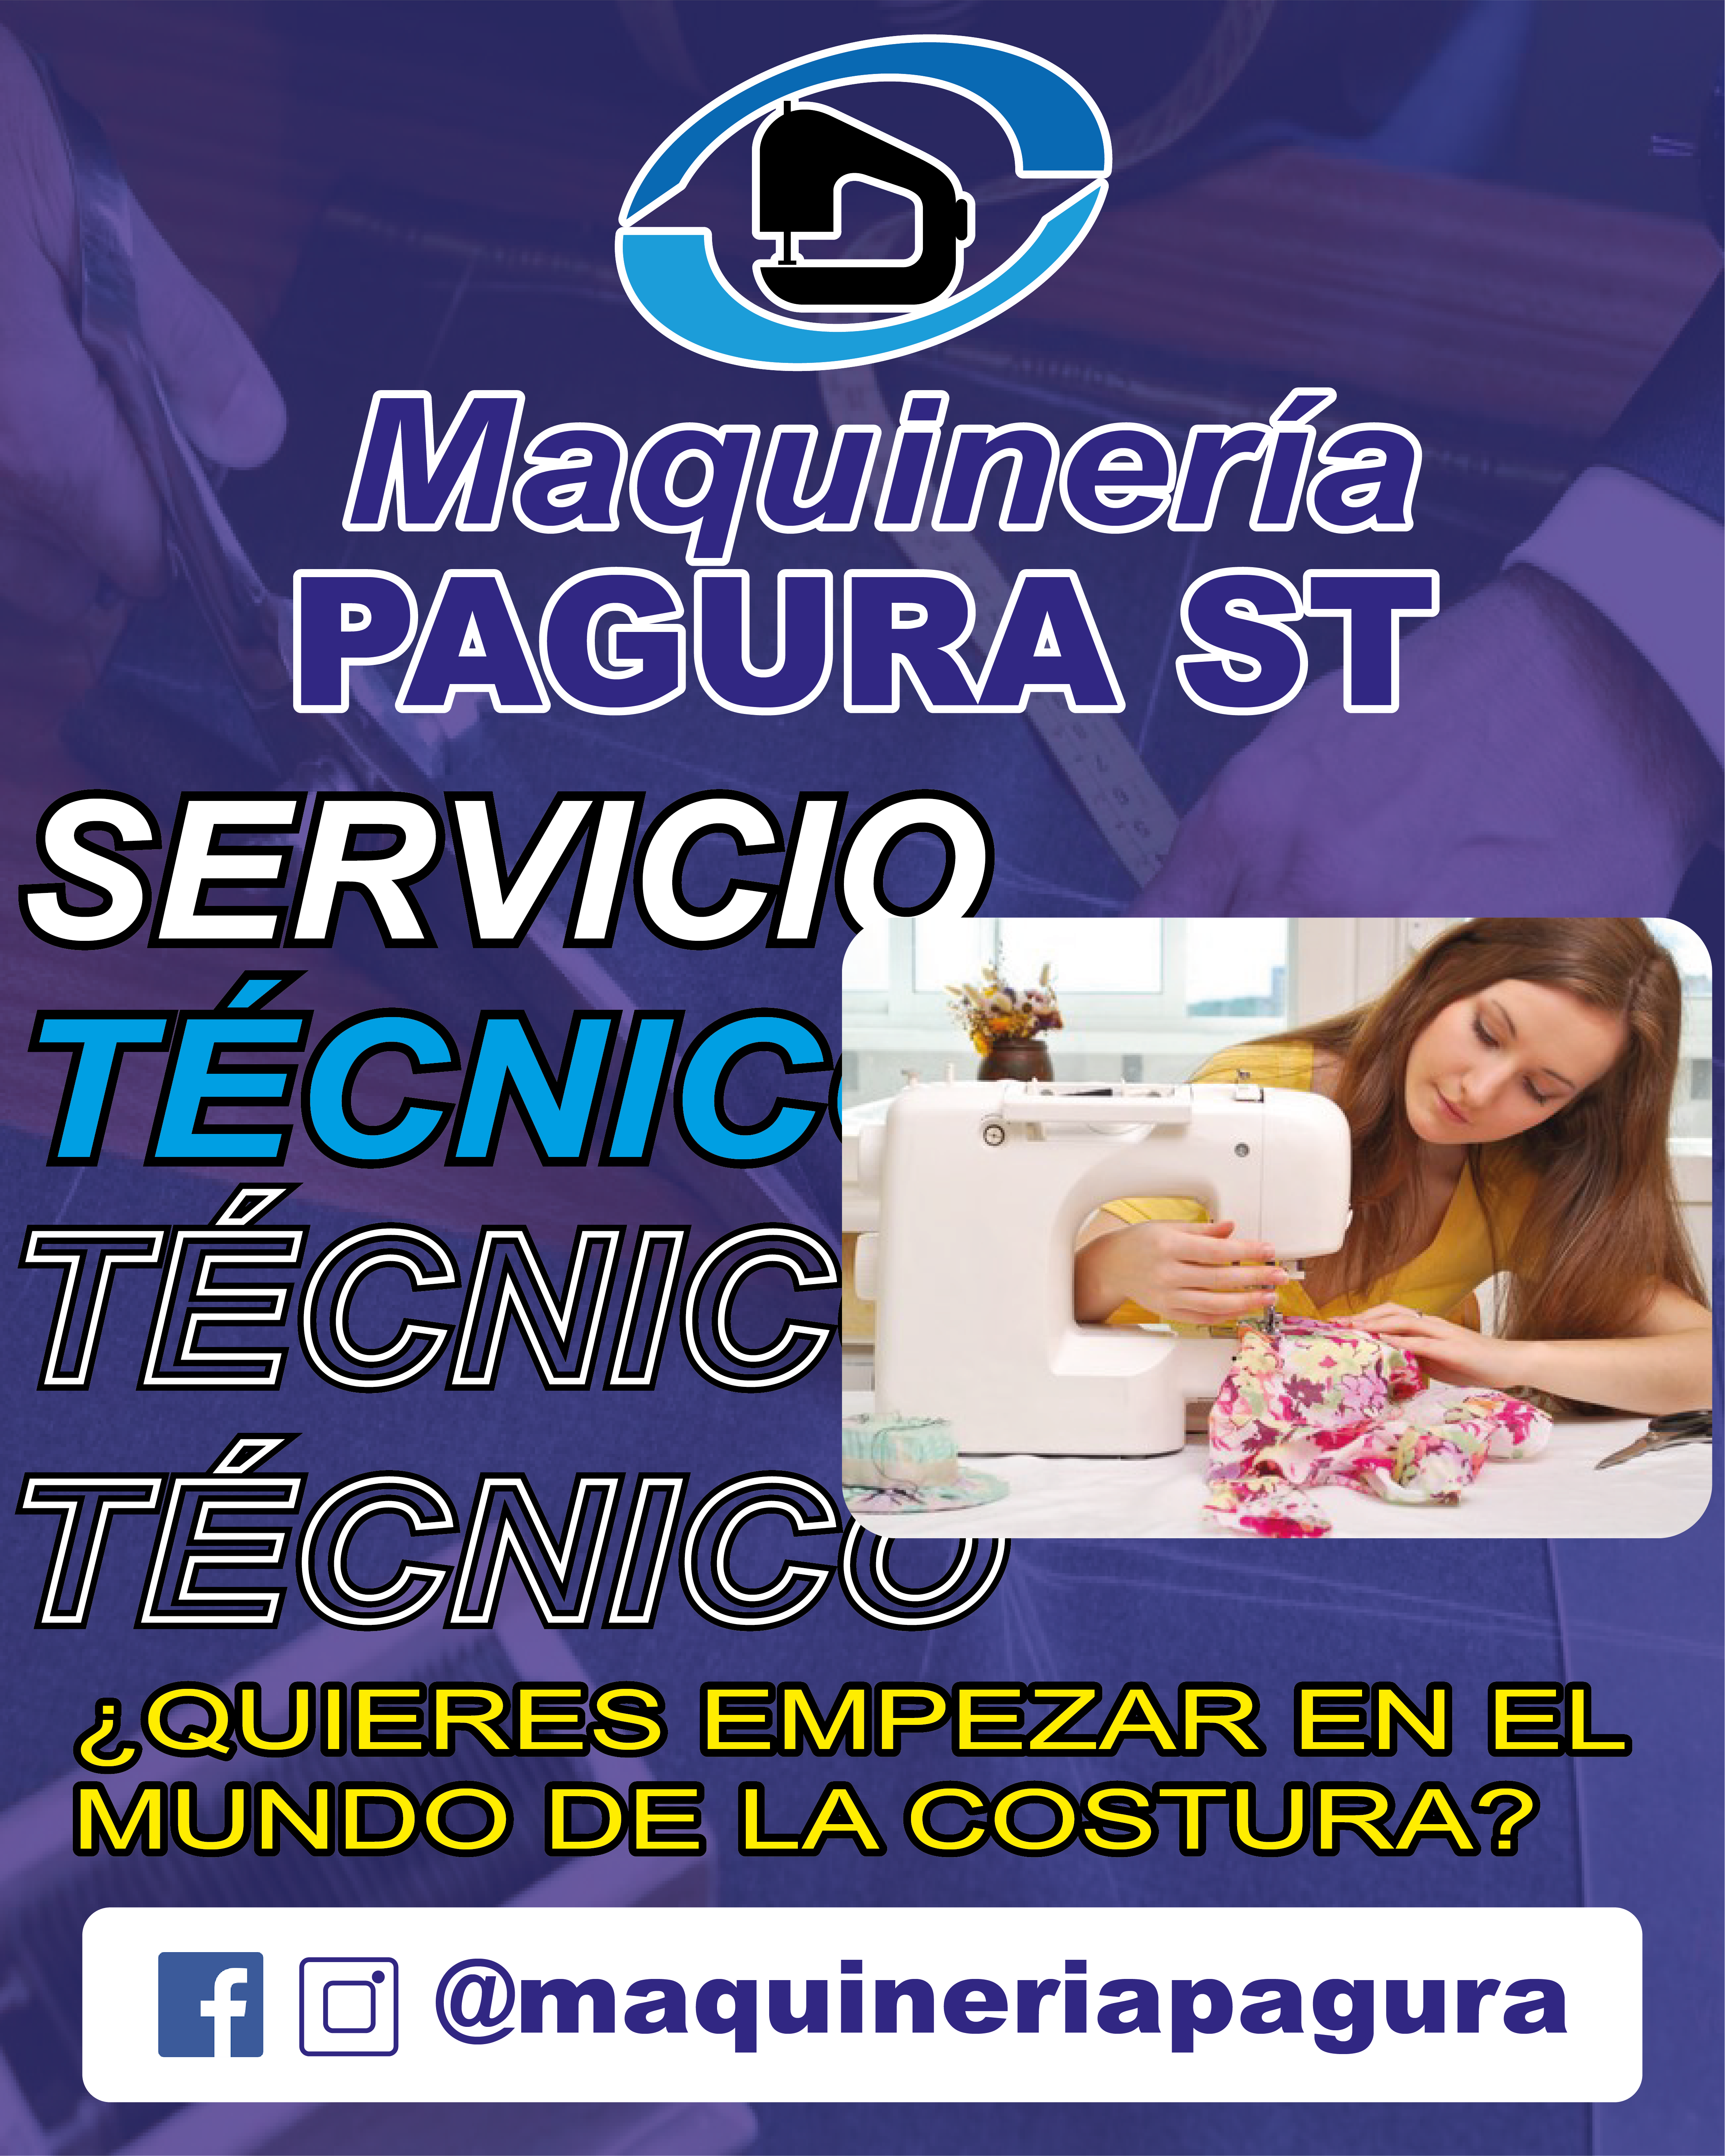 Maquinería
PAGURA ST
SERVICIO
TÉCNICO
TÉCNICO
TÉCNICO
¿QUIERES EMPEZAR EN EL
MUNDO DE LA COSTURA?
@maquineriapagura